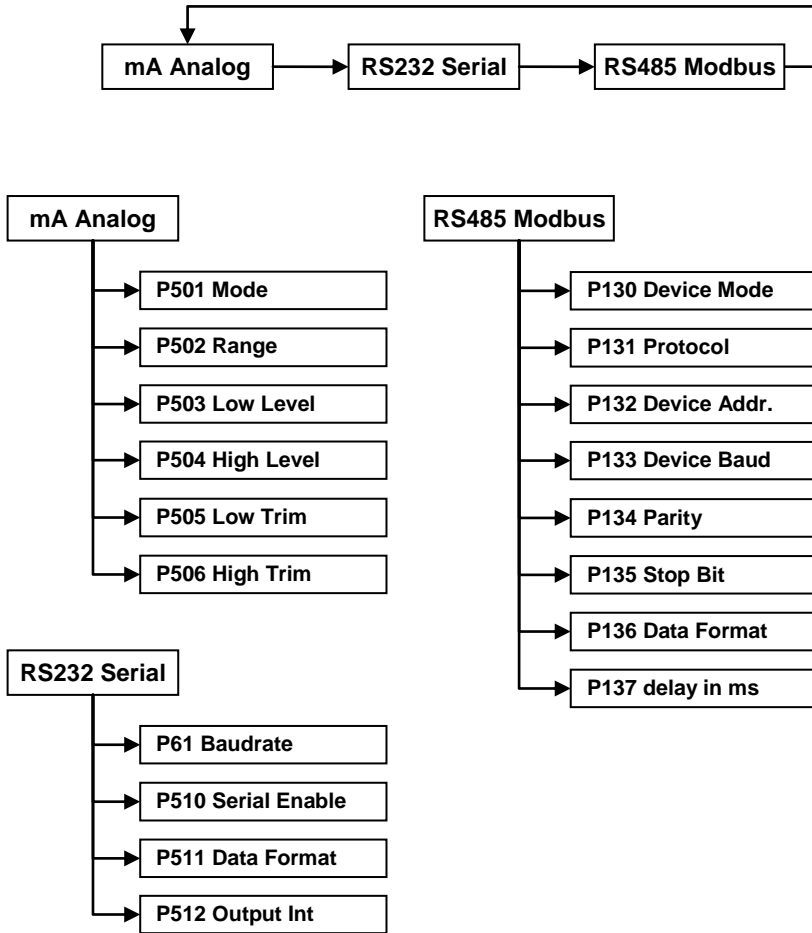 mA Analog
RS232 Serial
RS485 Modbus
mA Analog
P501 Mode
P502 Range
P503 Low Level
P504 High Level
P505 Low Trim
P506 High Trim
RS232 Serial
P61 Baudrate
P510 Serial Enable
P511 Data Format
P512 Output Int
RS485 Modbus
P130 Device Mode
P131 Protocol
P132 Device Addr.
P133 Device Baud
P134 Parity
P135 Stop Bit
P136 Data Format
P137 delay in ms